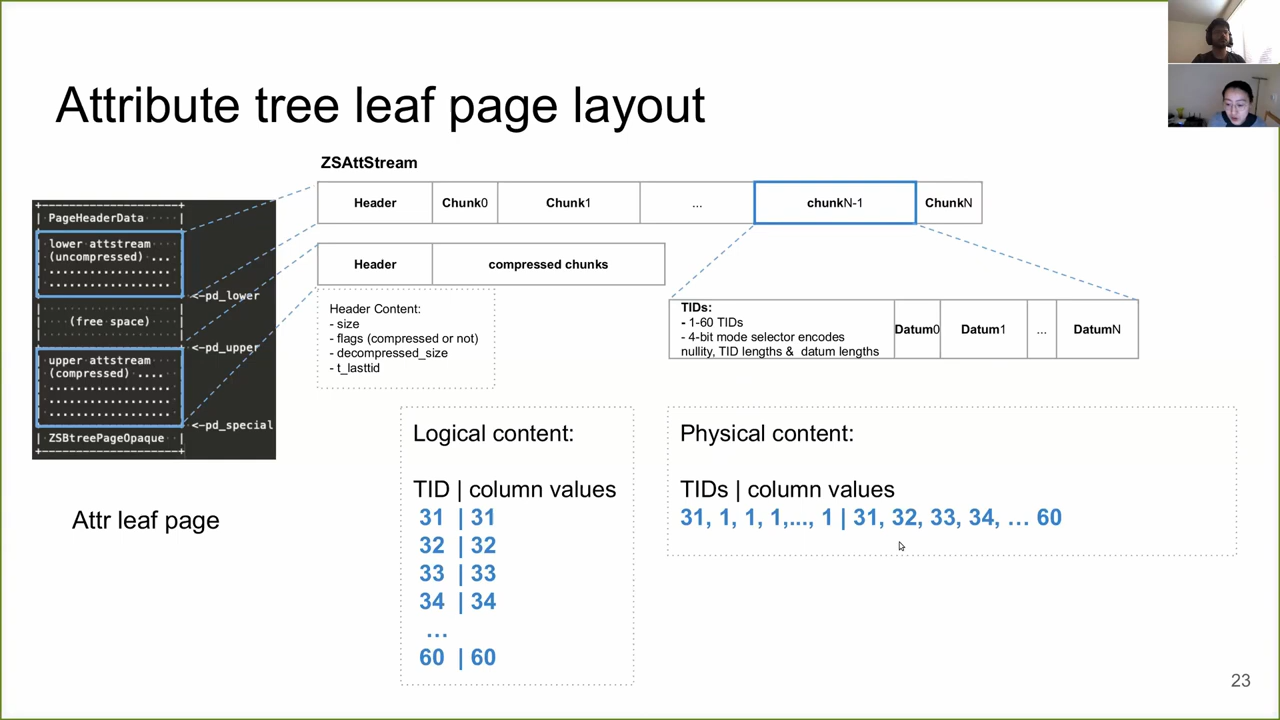 Attribute tree leaf page layout
ZSAttStream
Header Chunk0 Chunk1 ... chunkN-1 ChunkN
Header compressed chunks
PageHeaderData
lower attstream
(uncompressed) ...
<-pd_lower
(free space)
<-pd_upper
upper attstream
(compressed) ....
<-pd_special
ZSBtreePageOpaque
Attr leaf page
Header Content:
- size
- flags (compressed or not)
- decompressed_size
- t_lasttid
TIDs:
- 1-60 TIDs
- 4-bit mode selector encodes
nullity, TID lengths & datum lengths
Datum0 Datum1 ... DatumN
Logical content:
TID | column values
31 | 31
32 | 32
33 | 33
34 | 34
...
60 | 60
Physical content:
TIDs | column values
31, 1, 1, 1,..., 1 | 31, 32, 33, 34, ... 60
23